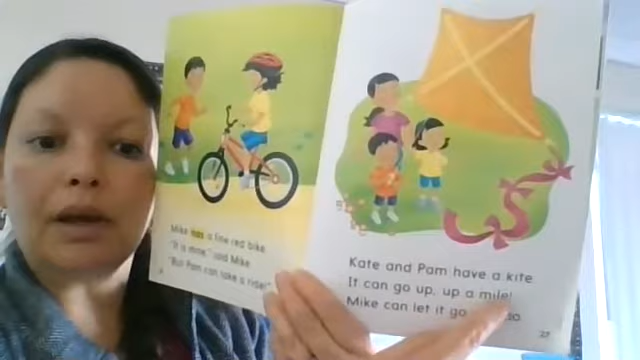 Mike has a fine red bike.
"It is mine," said Mike.
"But Pam can take a ride!"
Kate and Pam have a kite
It can go up, up a mile!
Mike can let it go
27